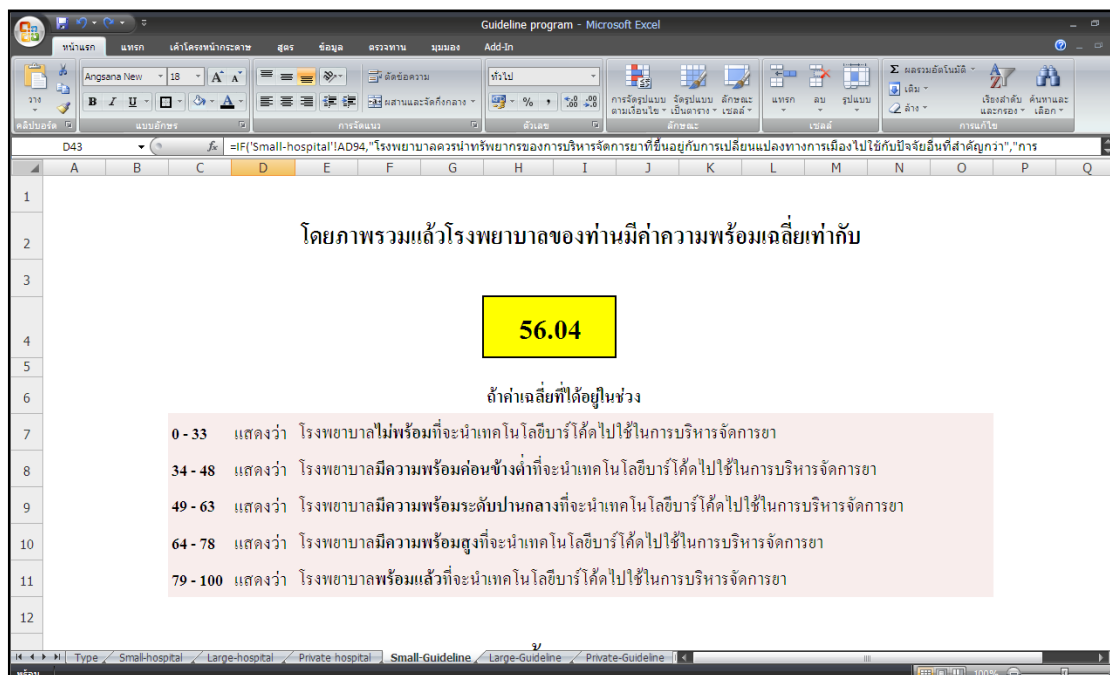 Guideline program - Microsoft Excel
หน้าแรก แทรก เค้าโครงหน้ากระดาษ สูตร ข้อมูล ตรวจทาน มุมมอง Add-In
วาง Angsana New 18 A A ตัดข้อความ ทั่วไป การจัดรูปแบบ ตามเงื่อนไข จัดรูปแบบ เป็นตาราง ลักษณะ เซลล์ แทรก ลบ รูปแบบ Σ ผลรวมอัตโนมัติ เติม ล้าง เรียงลำดับ และกรอง ค้นหาและ เลือก
B I U A ผสานและจัดกึ่งกลาง % , .00
คลิปบอร์ด แบบอักษร การจัดแนว ตัวเลข ลักษณะ เซลล์ การแก้ไข
D43 fx =IF('Small-hospital'!AD94,"โรงพยาบาลควรนำทรัพยากรของการบริหารจัดการยาที่ขึ้นอยู่กับการเปลี่ยนแปลงทางการเมืองไปใช้กับปัจจัยอื่นที่สำคัญกว่า","การ
A B C D E F G H I J K L M N O P Q
1
2 โดยภาพรวมแล้วโรงพยาบาลของท่านมีค่าความพร้อมเฉลี่ยเท่ากับ
3
4 56.04
5
6 ถ้าค่าเฉลี่ยที่ได้อยู่ในช่วง
7 0 - 33 แสดงว่า โรงพยาบาลไม่พร้อมที่จะนำเทคโนโลยีบาร์โค้ดไปใช้ในการบริหารจัดการยา
8 34 - 48 แสดงว่า โรงพยาบาลมีความพร้อมค่อนข้างต่ำที่จะนำเทคโนโลยีบาร์โค้ดไปใช้ในการบริหารจัดการยา
9 49 - 63 แสดงว่า โรงพยาบาลมีความพร้อมระดับปานกลางที่จะนำเทคโนโลยีบาร์โค้ดไปใช้ในการบริหารจัดการยา
10 64 - 78 แสดงว่า โรงพยาบาลมีความพร้อมสูงที่จะนำเทคโนโลยีบาร์โค้ดไปใช้ในการบริหารจัดการยา
11 79 - 100 แสดงว่า โรงพยาบาลพร้อมแล้วที่จะนำเทคโนโลยีบาร์โค้ดไปใช้ในการบริหารจัดการยา
12
Type Small-hospital Large-hospital Private hospital Small-Guideline Large-Guideline Private-Guideline
พร้อม 100%